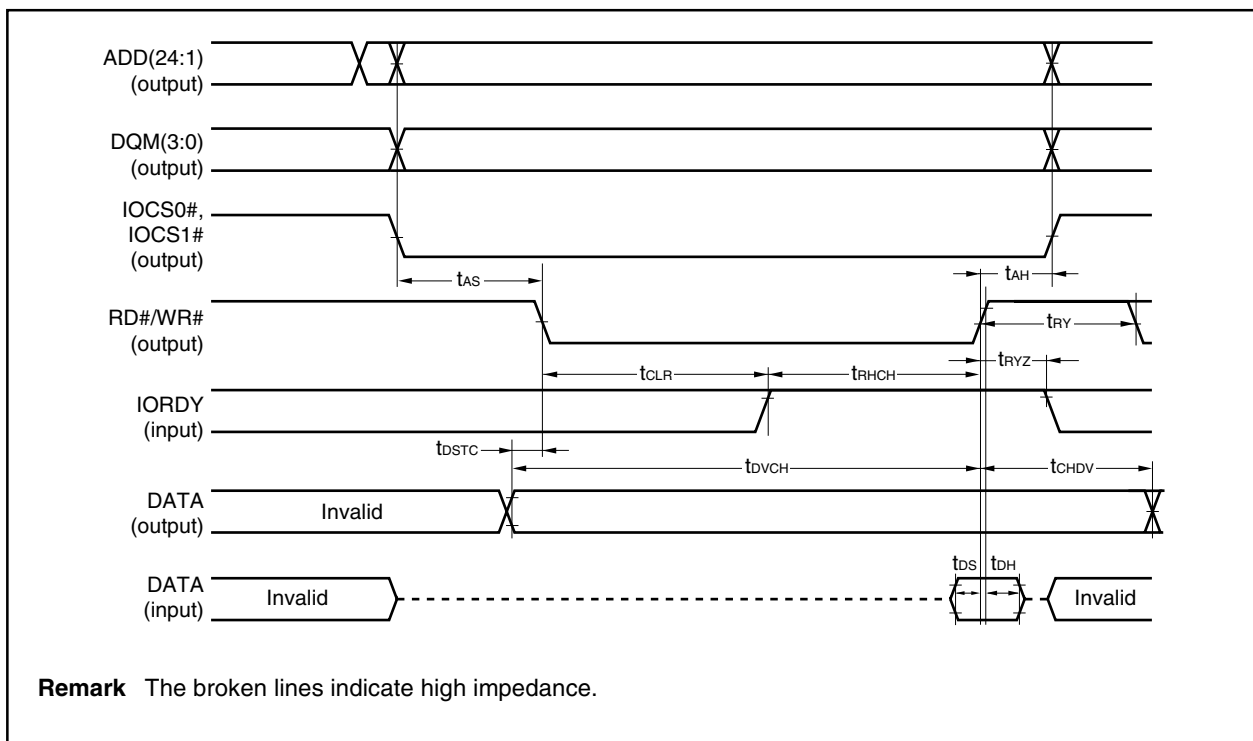 ADD(24:1)
(output)
DQM(3:0)
(output)
IOCS0#,
IOCS1#
(output)
tAS
tAH
RD#/WR#
(output)
tRY
tRYZ
tCLR
tRHCH
IORDY
(input)
tDSTC
tDVCH
tCHDV
DATA
(output)
Invalid
tDS
tDH
DATA
(input)
Invalid
Invalid
Remark The broken lines indicate high impedance.